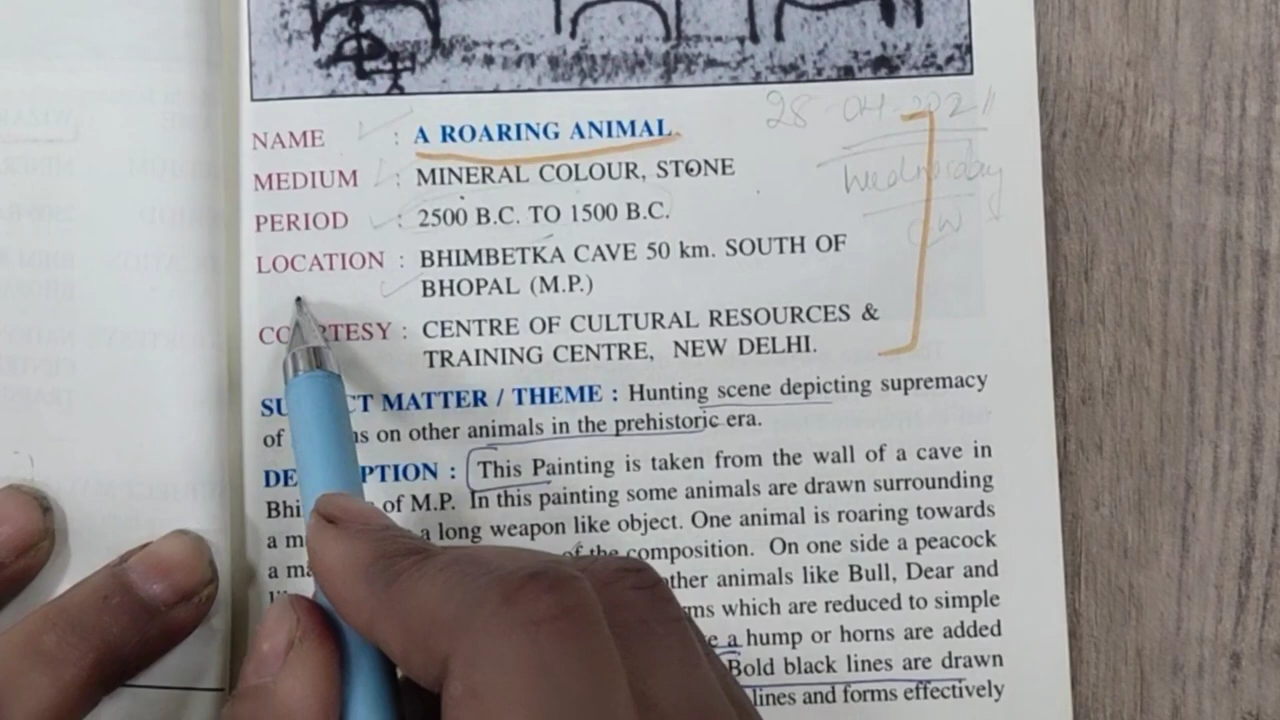 28-04-2021
Wednesday
CW
NAME : A ROARING ANIMAL
MEDIUM : MINERAL COLOUR, STONE
PERIOD : 2500 B.C. TO 1500 B.C.
LOCATION : BHIMBETKA CAVE 50 km. SOUTH OF
BHOPAL (M.P.)
: CENTRE OF CULTURAL RESOURCES &
TRAINING CENTRE, NEW DELHI.
MATTER / THEME : Hunting scene depicting supremacy
of on other animals in the prehistoric era.
: This Painting is taken from the wall of a cave in
of M.P. In this painting some animals are drawn surrounding
a a long weapon like object. One animal is roaring towards
a of the composition. On one side a peacock
other animals like Bull, Dear and
which are reduced to simple
a hump or horns are added
Bold black lines are drawn
lines and forms effectively